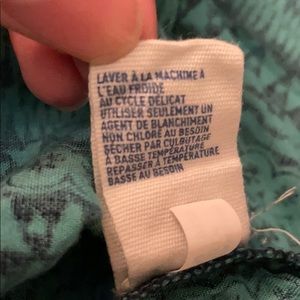 LAVER À LA MACHINE À
L'EAU FROIDE
AU CYCLE DÉLICAT
UTILISER SEULEMENT UN
AGENT DE BLANCHIMENT
NON CHLORÉ AU BESOIN
SÉCHER PAR CULBUTAGE
À BASSE TEMPÉRATURE
REPASSER À TEMPÉRATURE
BASSE AU BESOIN